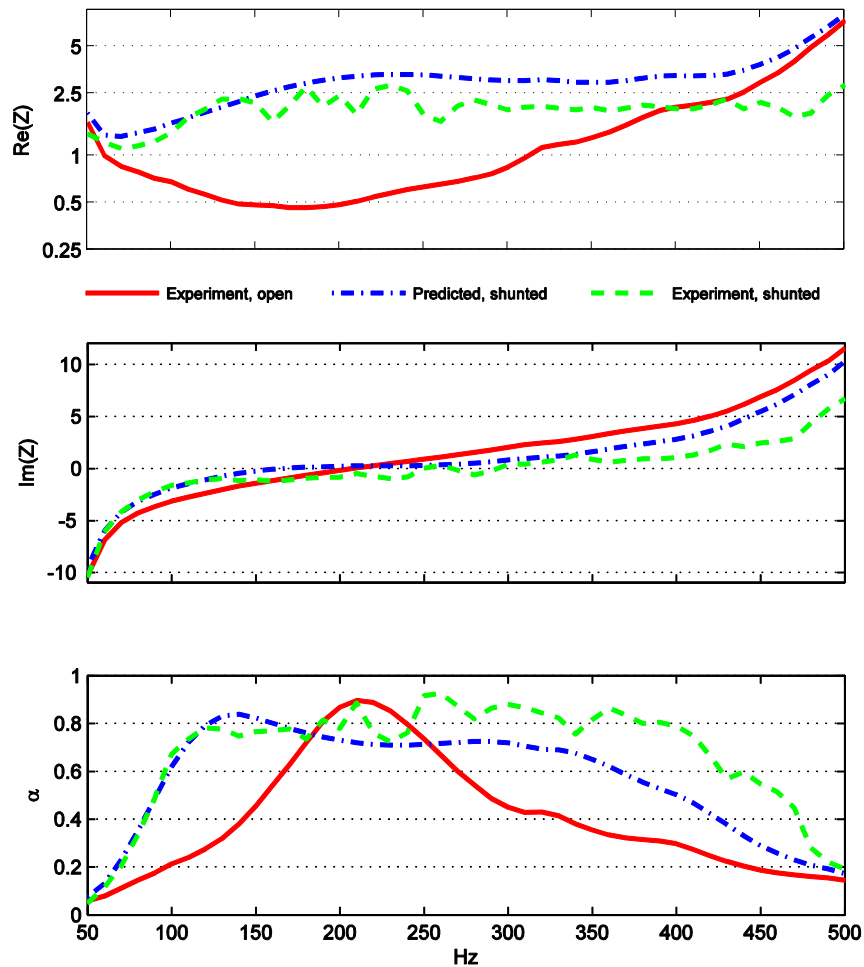 Re(Z)
5
2.5
1
0.5
0.25
Experiment, open
Predicted, shunted
Experiment, shunted
Im(Z)
10
5
0
-5
-10
α
1
0.8
0.6
0.4
0.2
0
50 100 150 200 250 300 350 400 450 500
Hz